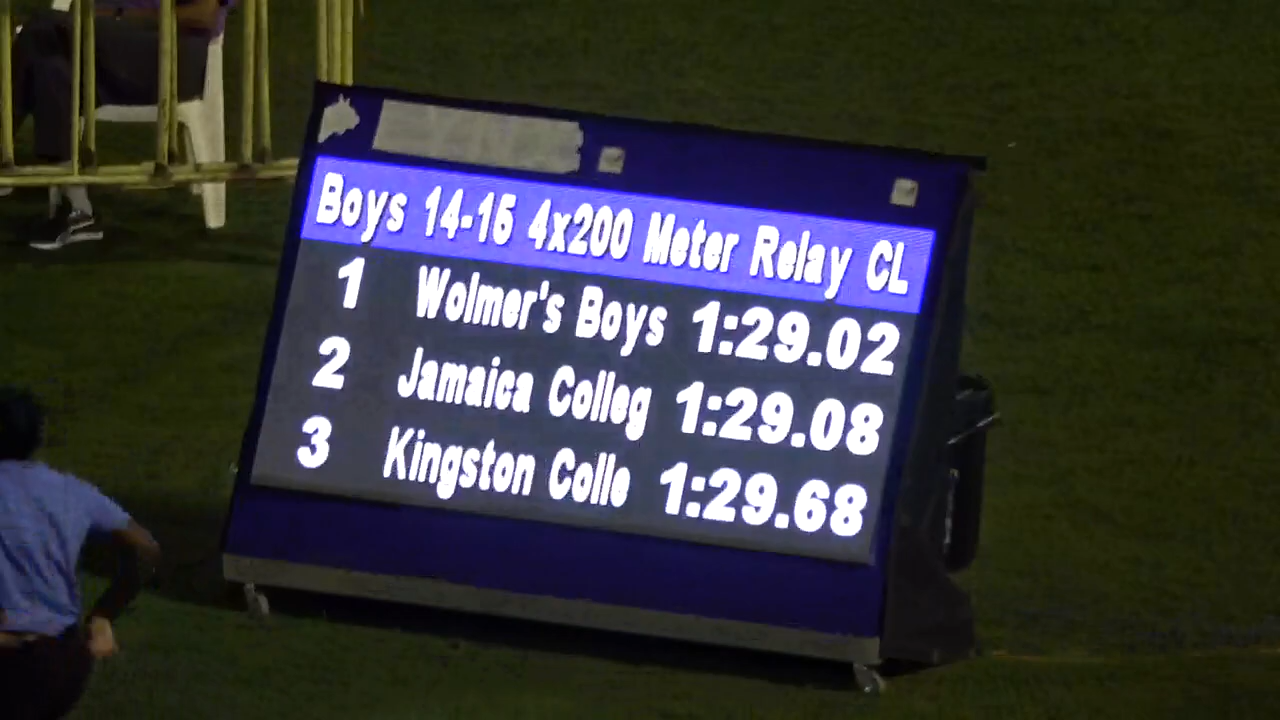 Boys 14-15 4x200 Meter Relay CL
1 Wolmer's Boys 1:29.02
2 Jamaica Colleg 1:29.08
3 Kingston Colle 1:29.68